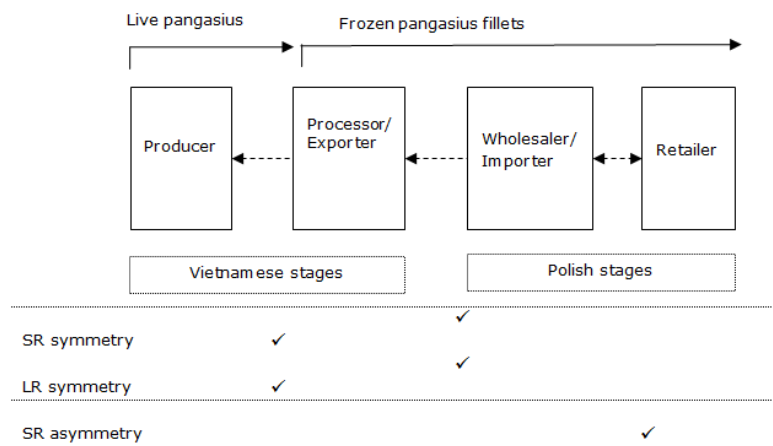 Live pangasius
Frozen pangasius fillets
Producer
Processor/
Exporter
Wholesaler/
Importer
Retailer
Vietnamese stages
Polish stages
SR symmetry ✓ ✓
LR symmetry ✓ ✓
SR asymmetry ✓